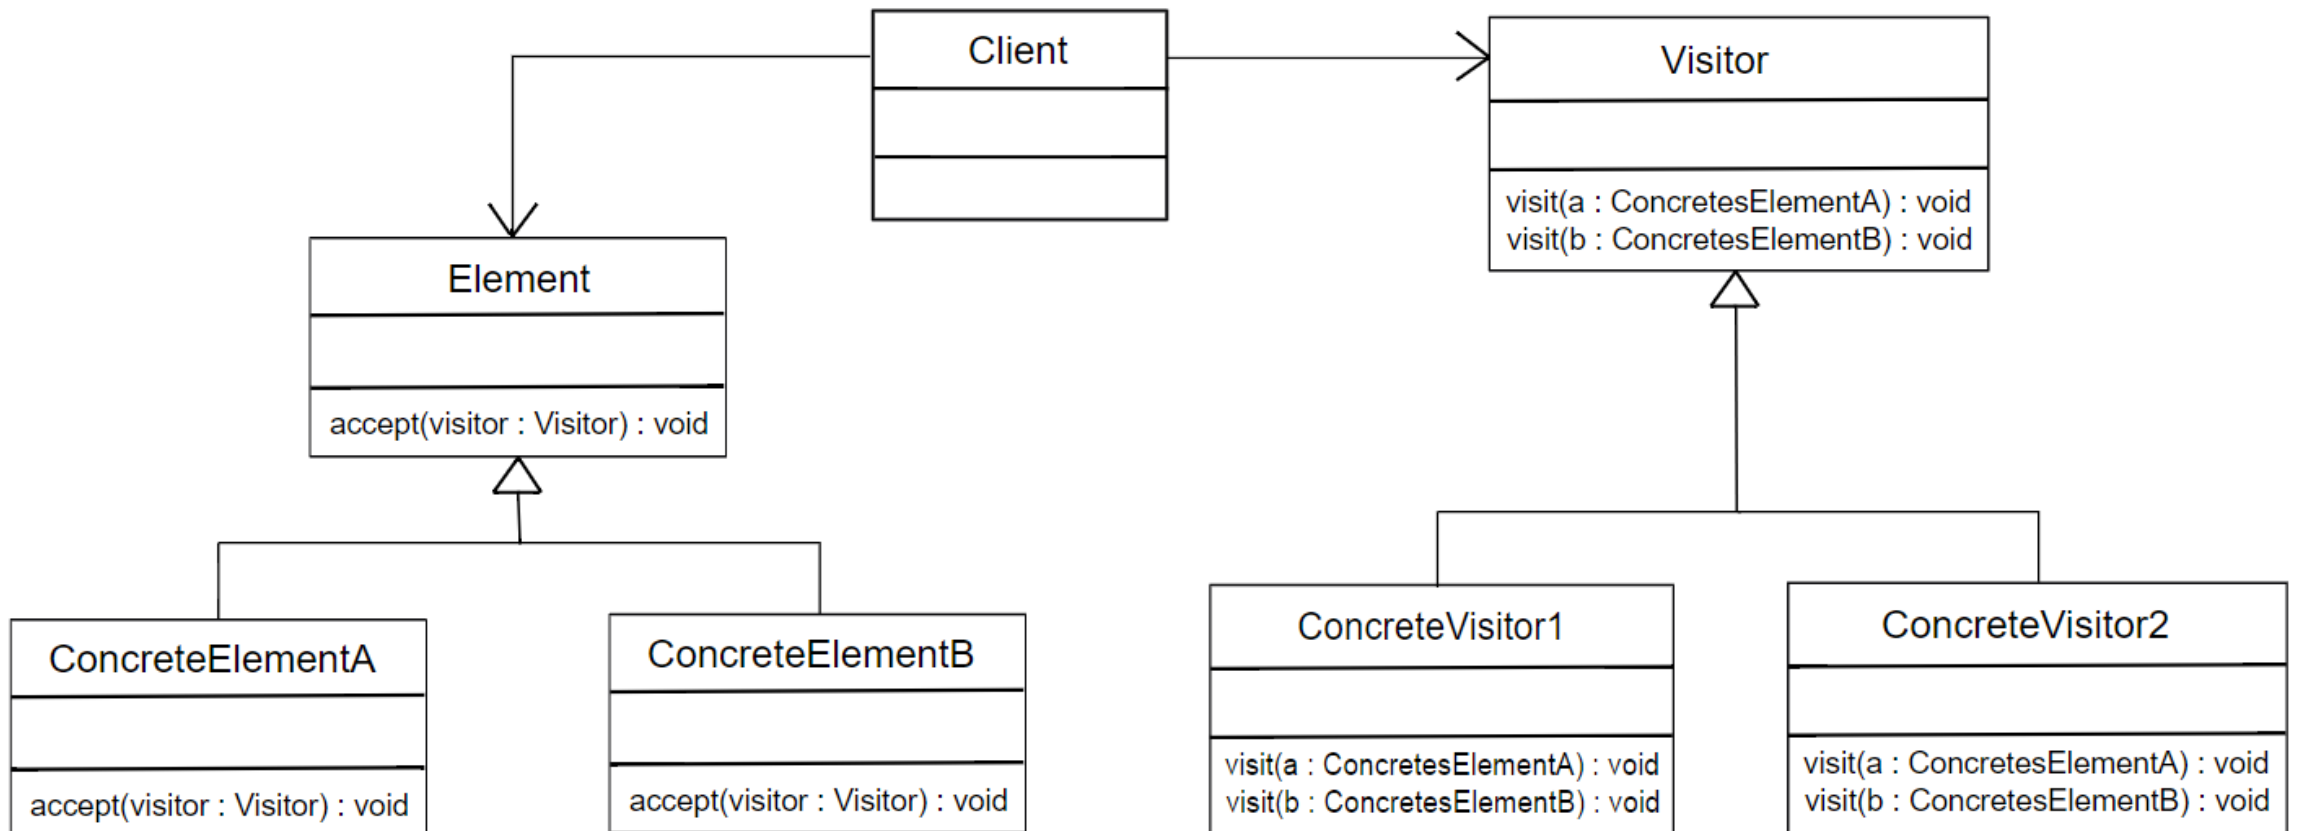 Client
Visitor
visit(a : ConcretesElementA) : void
visit(b : ConcretesElementB) : void
Element
accept(visitor : Visitor) : void
ConcreteElementA
accept(visitor : Visitor) : void
ConcreteElementB
accept(visitor : Visitor) : void
ConcreteVisitor1
visit(a : ConcretesElementA) : void
visit(b : ConcretesElementB) : void
ConcreteVisitor2
visit(a : ConcretesElementA) : void
visit(b : ConcretesElementB) : void